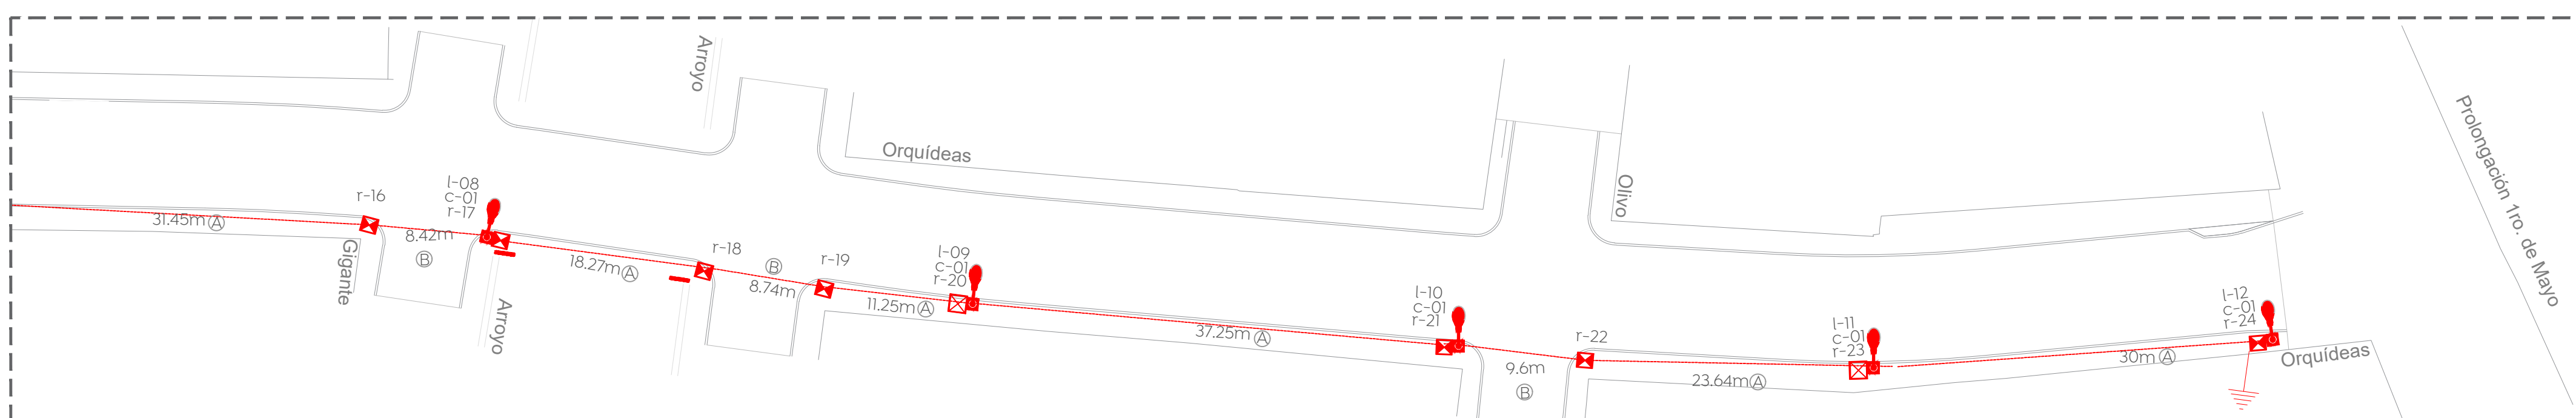 Arroyo
Prolongación 1ro. de Mayo
Orquídeas
Olivo
r-16
l-08
c-01
r-17
31.45m A
8.42m
B
Gigante
Arroyo
18.27m A
r-18
B
8.74m
r-19
l-09
c-01
r-20
11.25m A
37.25m A
l-10
c-01
r-21
9.6m
B
r-22
l-11
c-01
r-23
23.64m A
30m A
l-12
c-01
r-24
Orquídeas